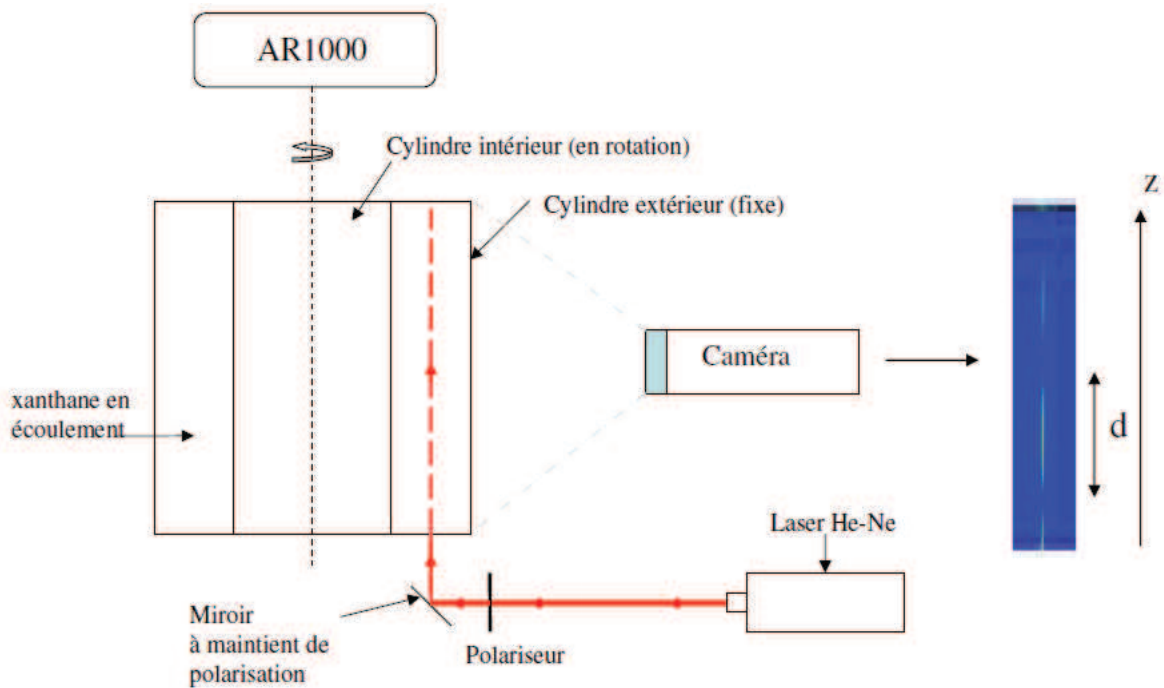 AR1000
Cylindre intérieur (en rotation)
Cylindre extérieur (fixe)
z
Caméra
xanthane en
écoulement
d
Laser He-Ne
Miroir
à maintient de
polarisation
Polariseur